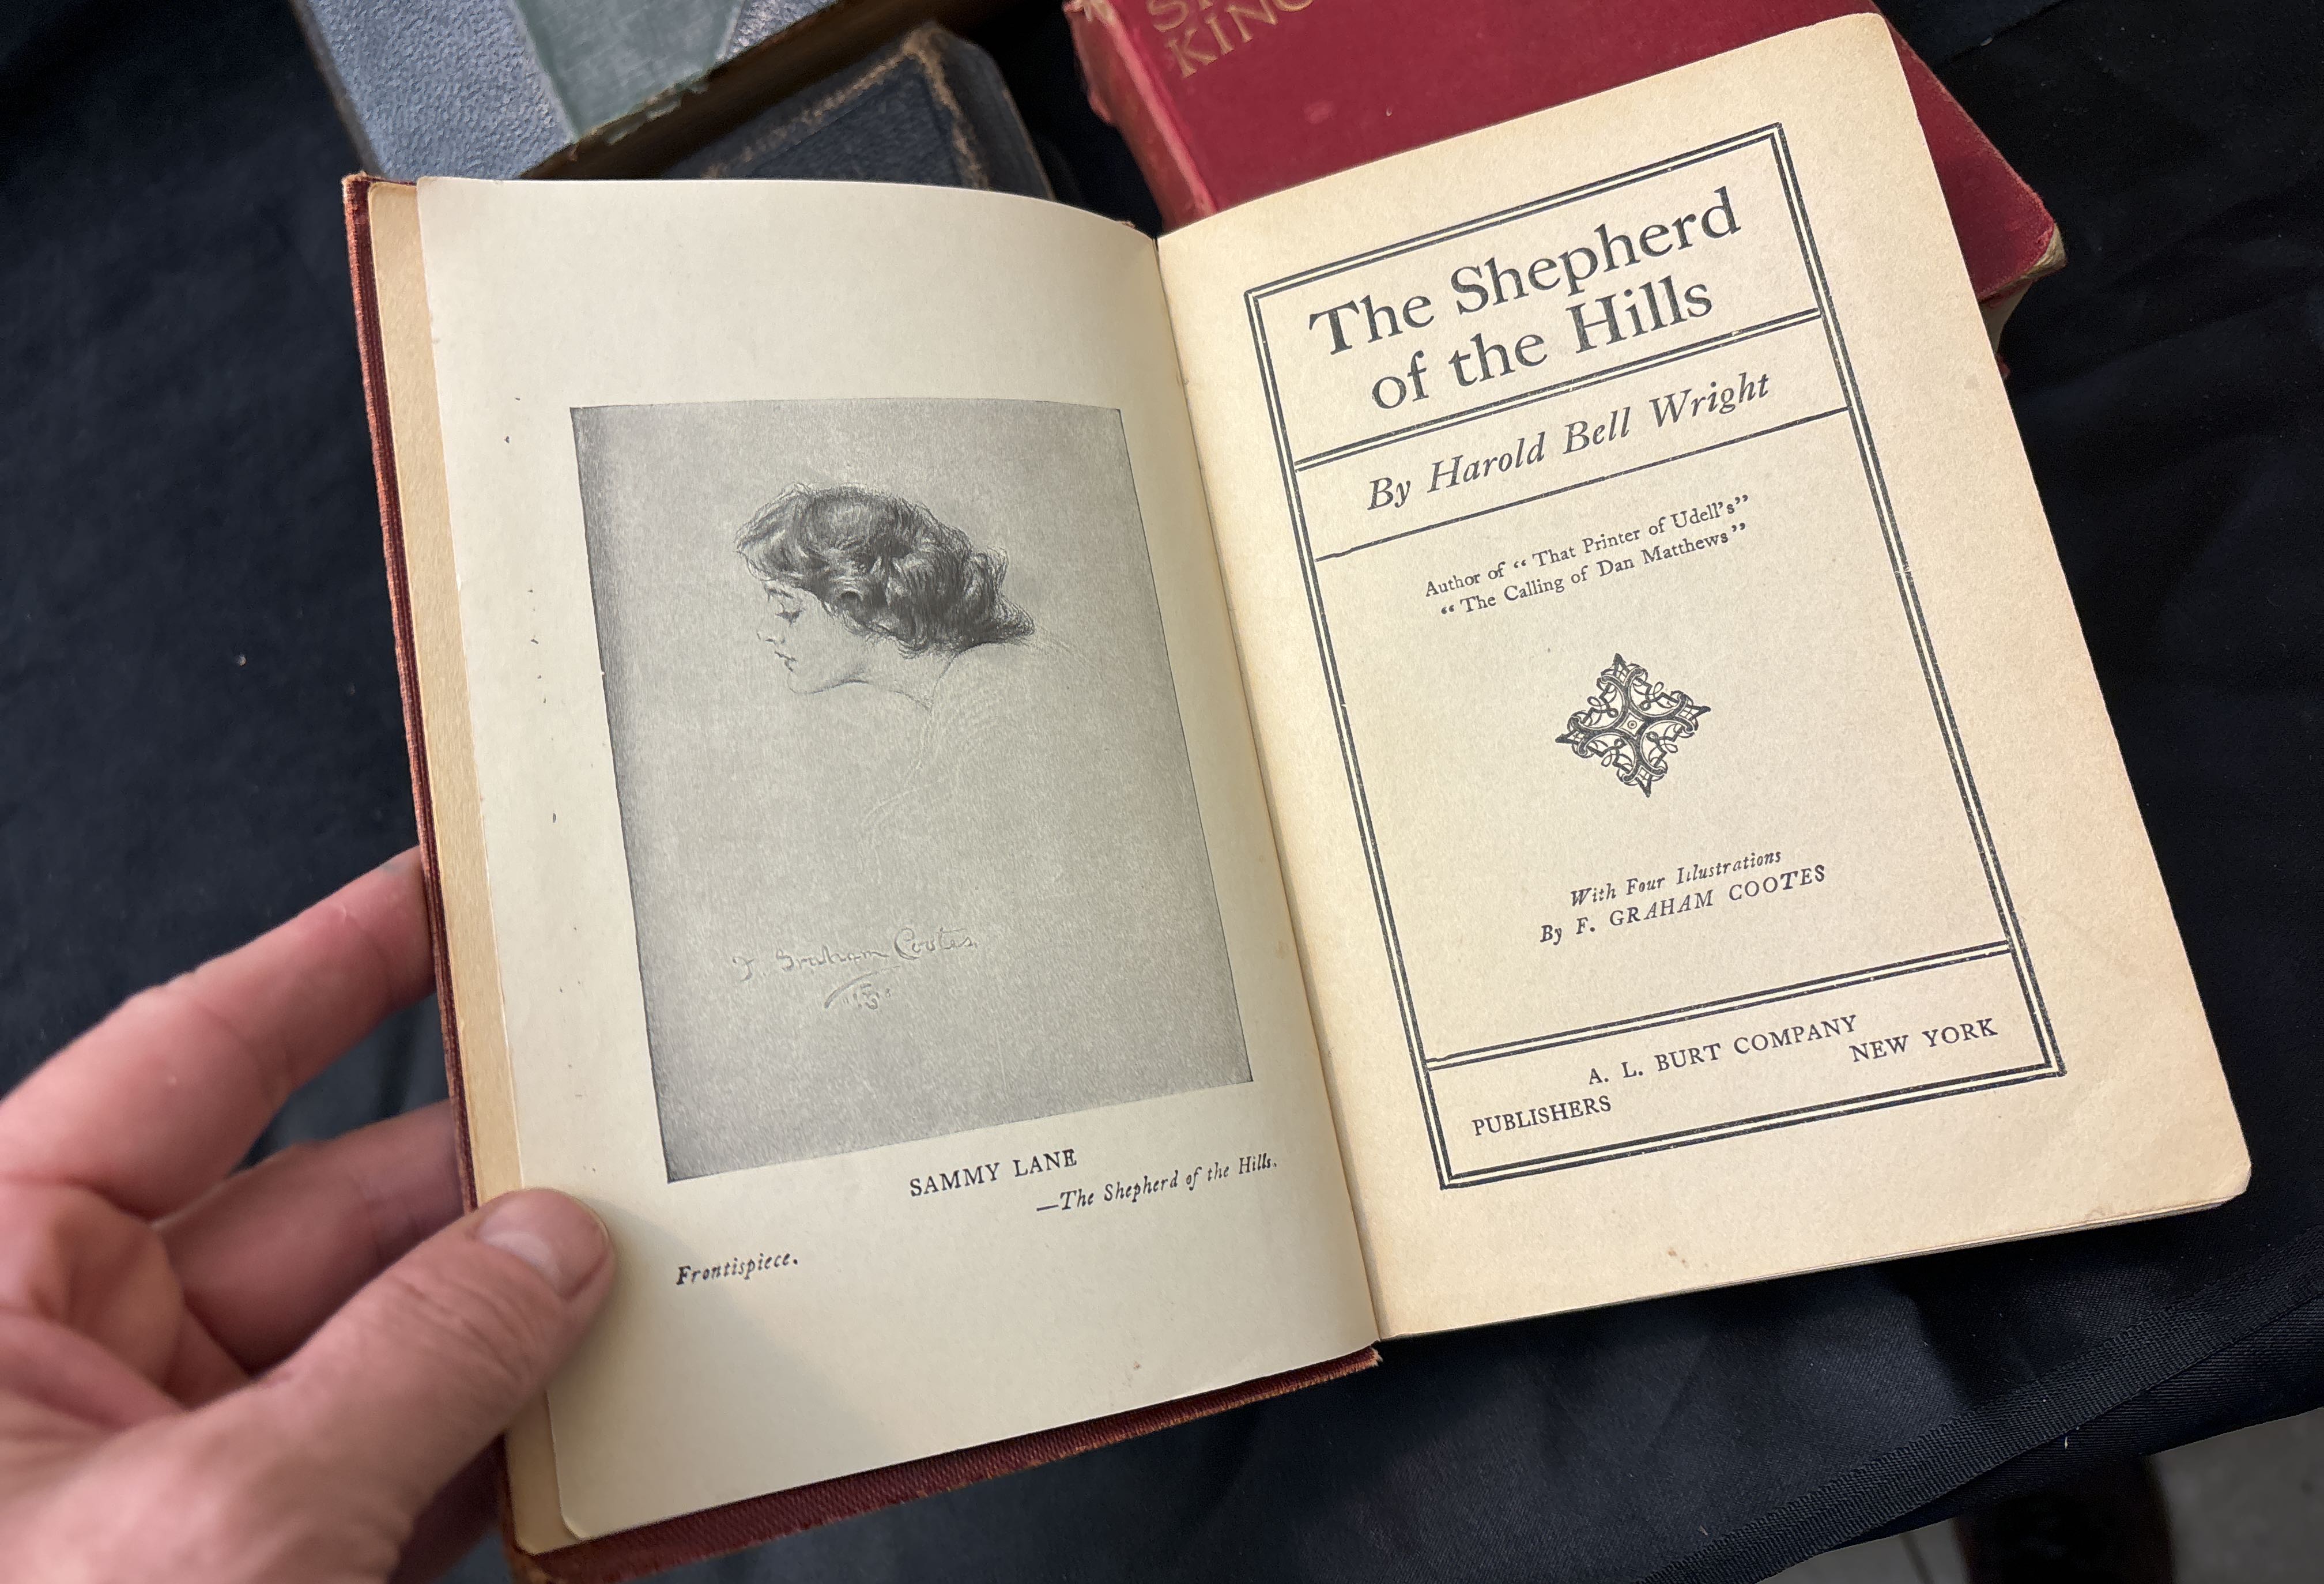 KING
F. Graham Cootes
SAMMY LANE
—The Shepherd of the Hills.
Frontispiece.
The Shepherd
of the Hills
By Harold Bell Wright
Author of “That Printer of Udell's”
“The Calling of Dan Matthews”
With Four Illustrations
By F. GRAHAM COOTES
A. L. BURT COMPANY
PUBLISHERS NEW YORK